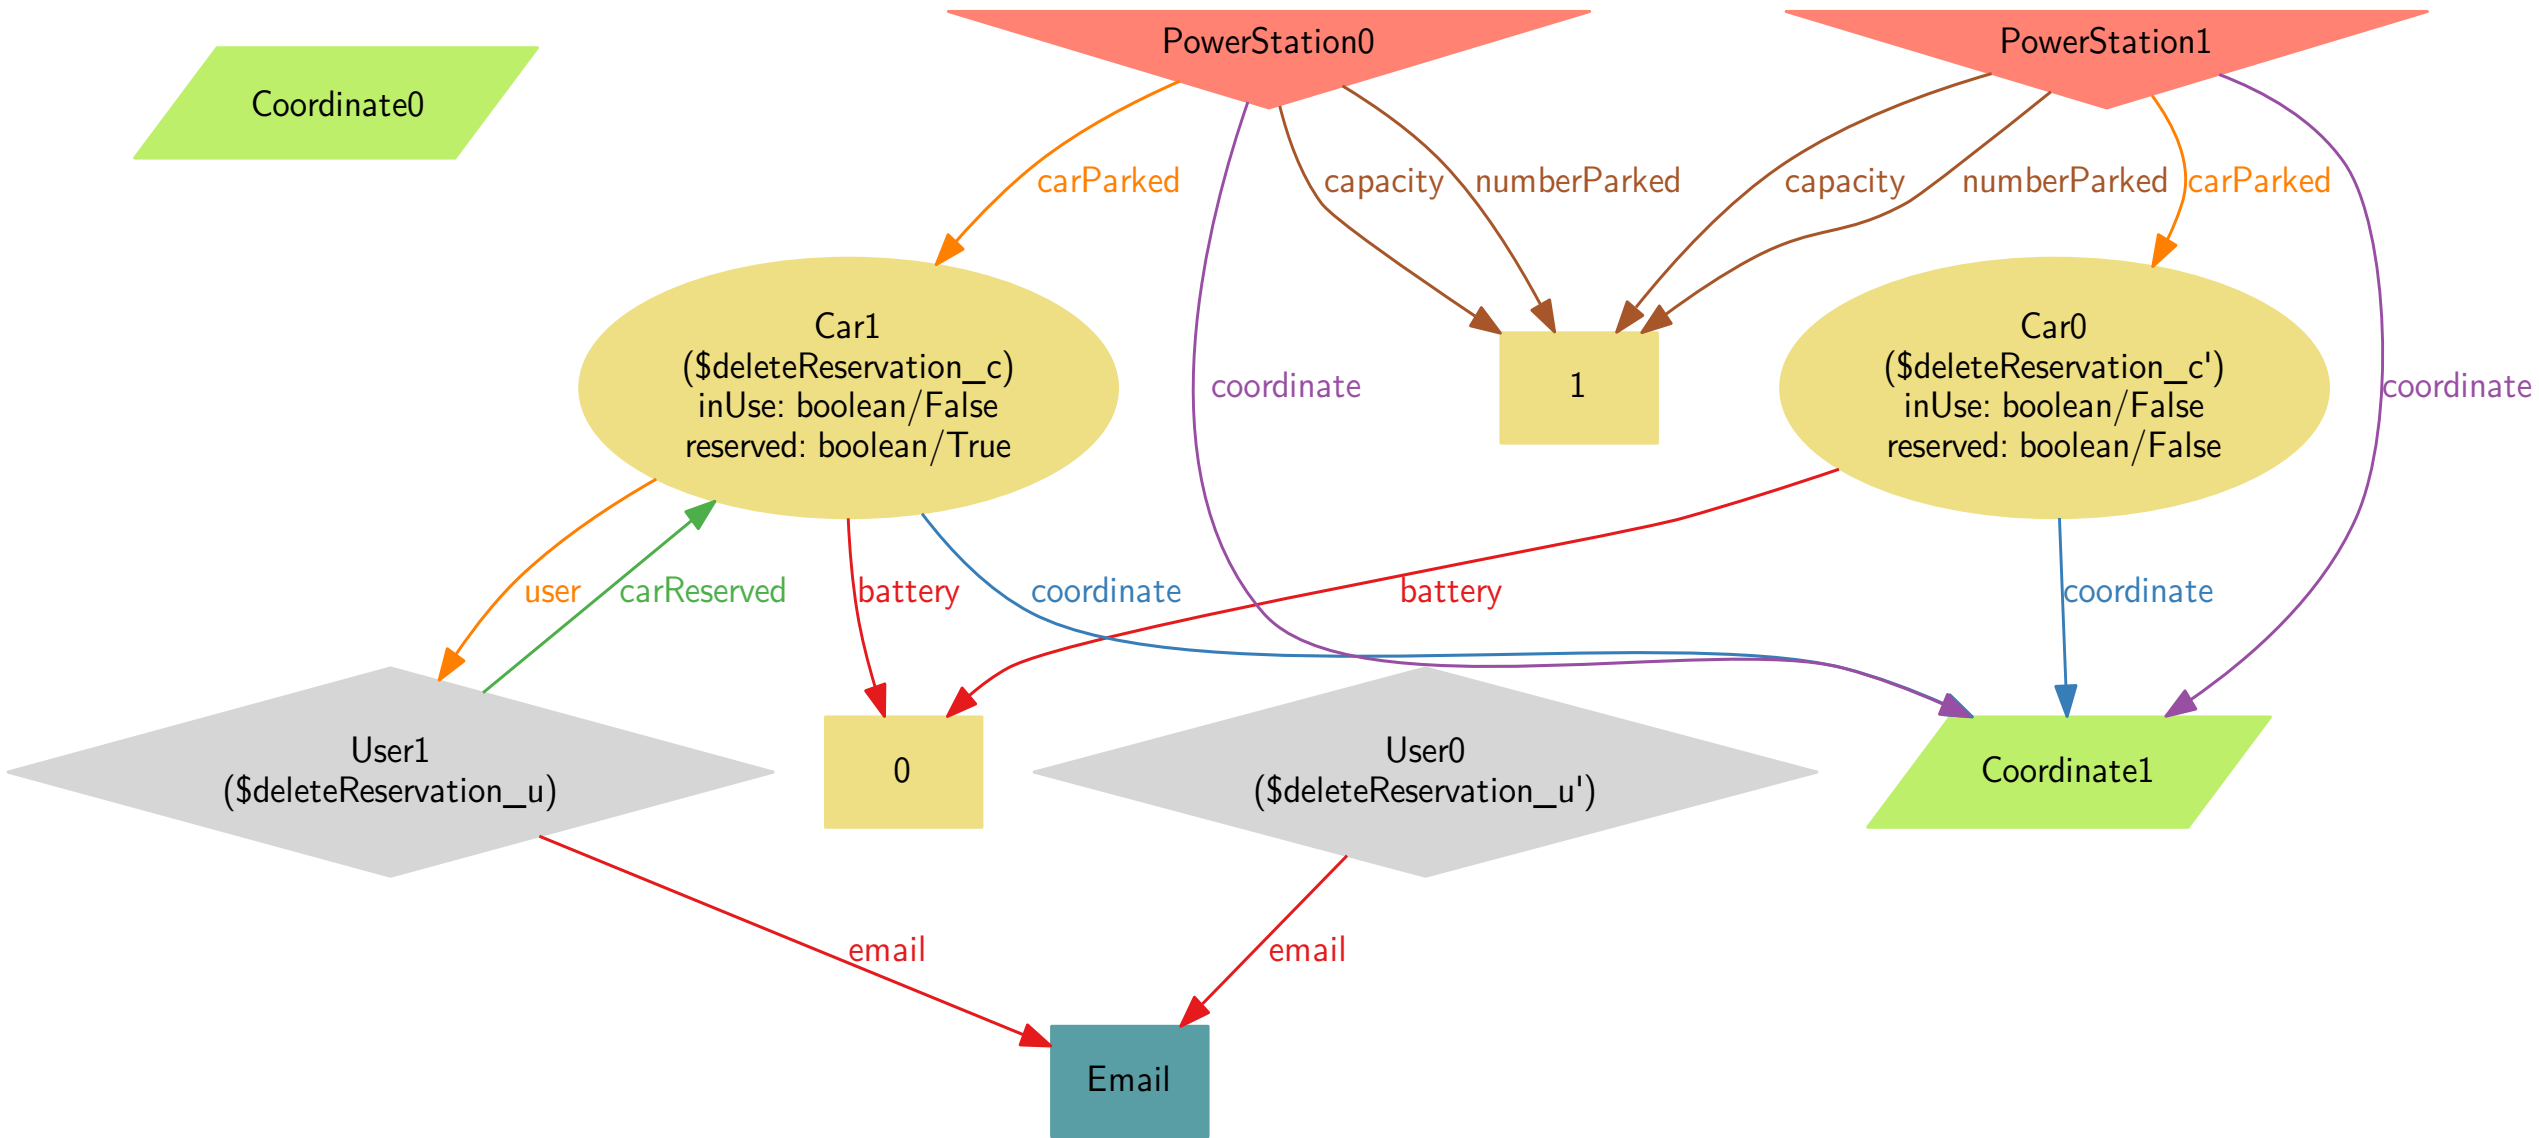 PowerStation0
PowerStation1
Coordinate0
carParked
capacity
numberParked
capacity
numberParked
carParked
Car1
($deleteReservation_c)
inUse: boolean/False
reserved: boolean/True
coordinate
1
Car0
($deleteReservation_c')
inUse: boolean/False
reserved: boolean/False
coordinate
user
carReserved
battery
coordinate
battery
coordinate
User1
($deleteReservation_u)
0
User0
($deleteReservation_u')
Coordinate1
email
email
Email